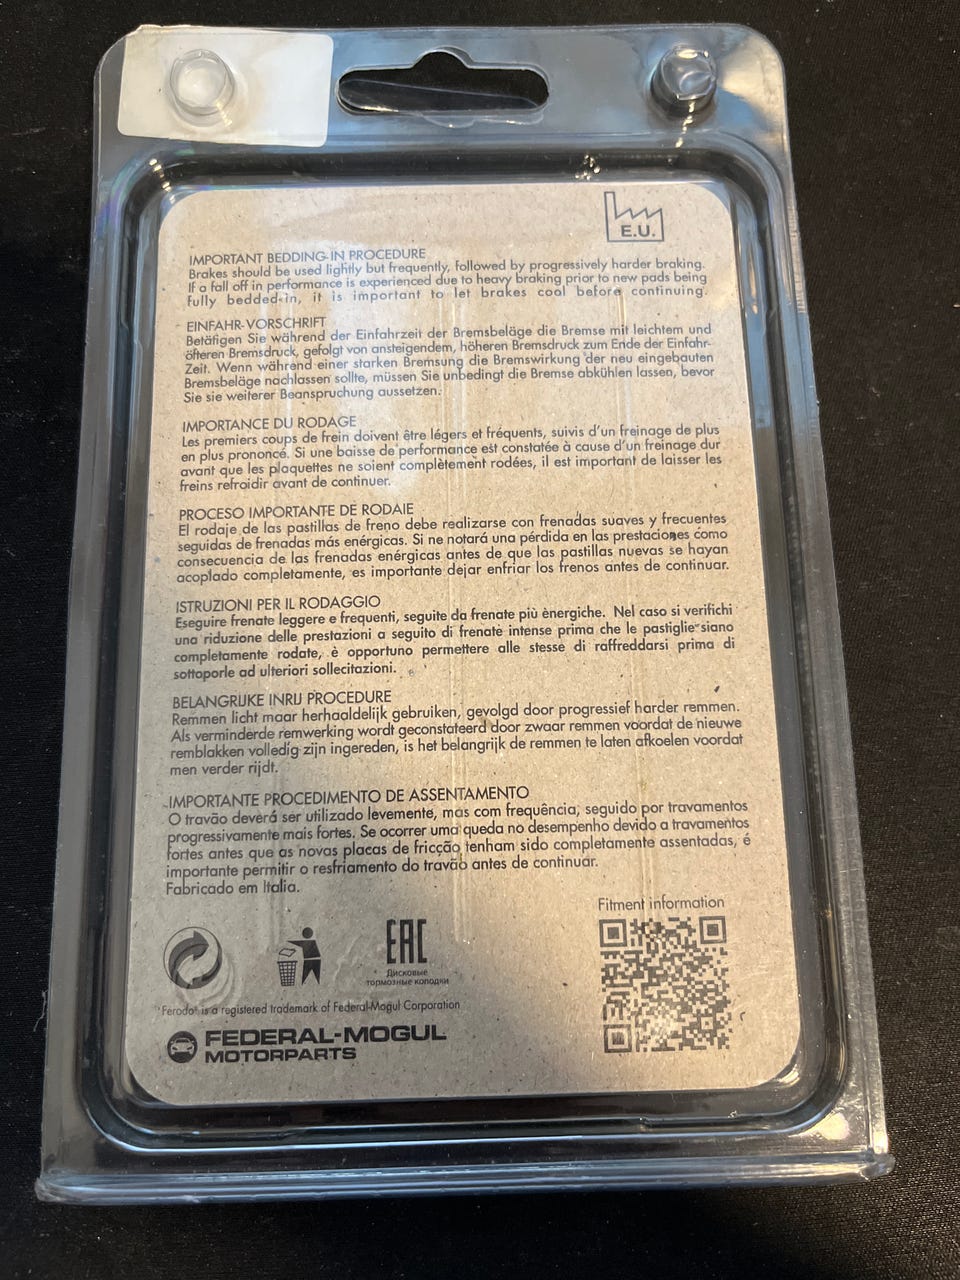 E.U.
IMPORTANT BEDDING-IN PROCEDURE
Brakes should be used lightly but frequently, followed by progressively harder braking.
If a fall off in performance is experienced due to heavy braking prior to new pads being
fully bedded-in, it is important to let brakes cool before continuing.
EINFAHR-VORSCHRIFT
Betäfigen Sie während der Einfahrzeit der Bremsbeläge die Bremse mit leichtem und
öfteren Bremsdruck, gefolgt von ansteigendem, höheren Bremsdruck zum Ende der Einfahr-
Zeit. Wenn während einer starken Bremsung die Bremswirkung der neu eingebauten
Bremsbeläge nachlassen sollte, müssen Sie unbedingt die Bremse abkühlen lassen, bevor
Sie sie weiterer Beanspruchung aussetzen.
IMPORTANCE DU RODAGE
Les premiers coups de frein doivent être légers et fréquents, suivis d'un freinage de plus
en plus prononcé. Si une baisse de performance est constatée à cause d'un freinage dur
avant que les plaquettes ne soient complètement rodées, il est important de laisser les
freins refroidir avant de continuer.
PROCESO IMPORTANTE DE RODAIE
El rodaje de las pastillas de freno debe realizarse con frenadas suaves y frecuentes
seguidas de frenadas más enérgicas. Si ne notará una pérdida en las prestaciones como
consecuencia de las frenadas enérgicas antes de que las pastillas nuevas se hayan
acoplado completamente, es importante dejar enfriar los frenos antes de continuar.
ISTRUZIONI PER IL RODAGGIO
Eseguire frenate leggere e frequenti, seguite da frenate più ènergiche. Nel caso si verifichi
una riduzione delle prestazioni a seguito di frenate intense prima che le pastiglie siano
completamente rodate, è opportuno permettere alle stesse di raffreddarsi prima di
sottoporle ad ulteriori sollecitazioni.
BELANGRIJKE INRIJ PROCEDURE
Remmen licht maar herhaaldelijk gebruiken, gevolgd door progressief harder remmen.
Als verminderde remwerking wordt geconstateerd door zwaar remmen voordat de nieuwe
remblakken volledig zijn ingereden, is het belangrijk de remmen te laten afkoelen voordat
men verder rijdt.
IMPORTANTE PROCEDIMENTO DE ASSENTAMENTO
O travão deverá ser utilizado levemente, mas com frequência, seguido por travamentos
progressivamente mais fortes. Se ocorrer uma queda no desempenho devido a travamentos
fortes antes que as novas placas de fricção tenham sido completamente assentadas, é
importante permitir o resfriamento do travão antes de continuar.
Fabricado em Italia.
Fitment information
EAC
Дисковые
тормозные колодки
Ferodo® is a registered trademark of Federal-Mogul Corporation
FEDERAL-MOGUL
MOTORPARTS